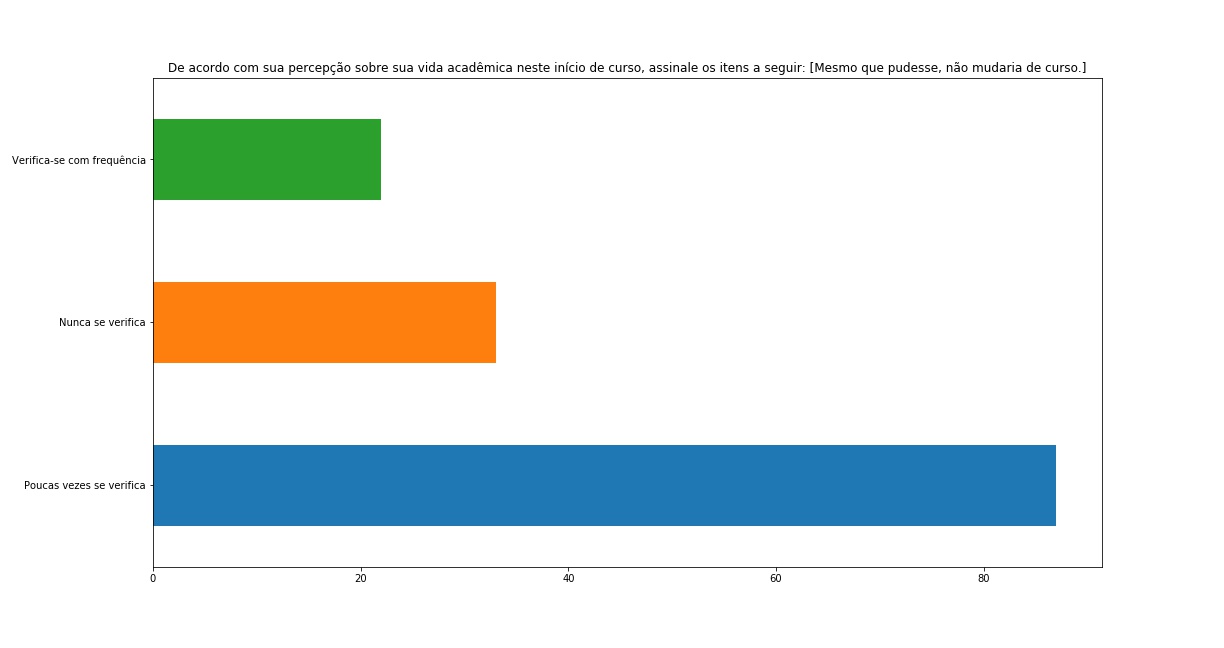 De acordo com sua percepção sobre sua vida acadêmica neste início de curso, assinale os itens a seguir: [Mesmo que pudesse, não mudaria de curso.]
Verifica-se com frequência
Nunca se verifica
Poucas vezes se verifica
0 20 40 60 80